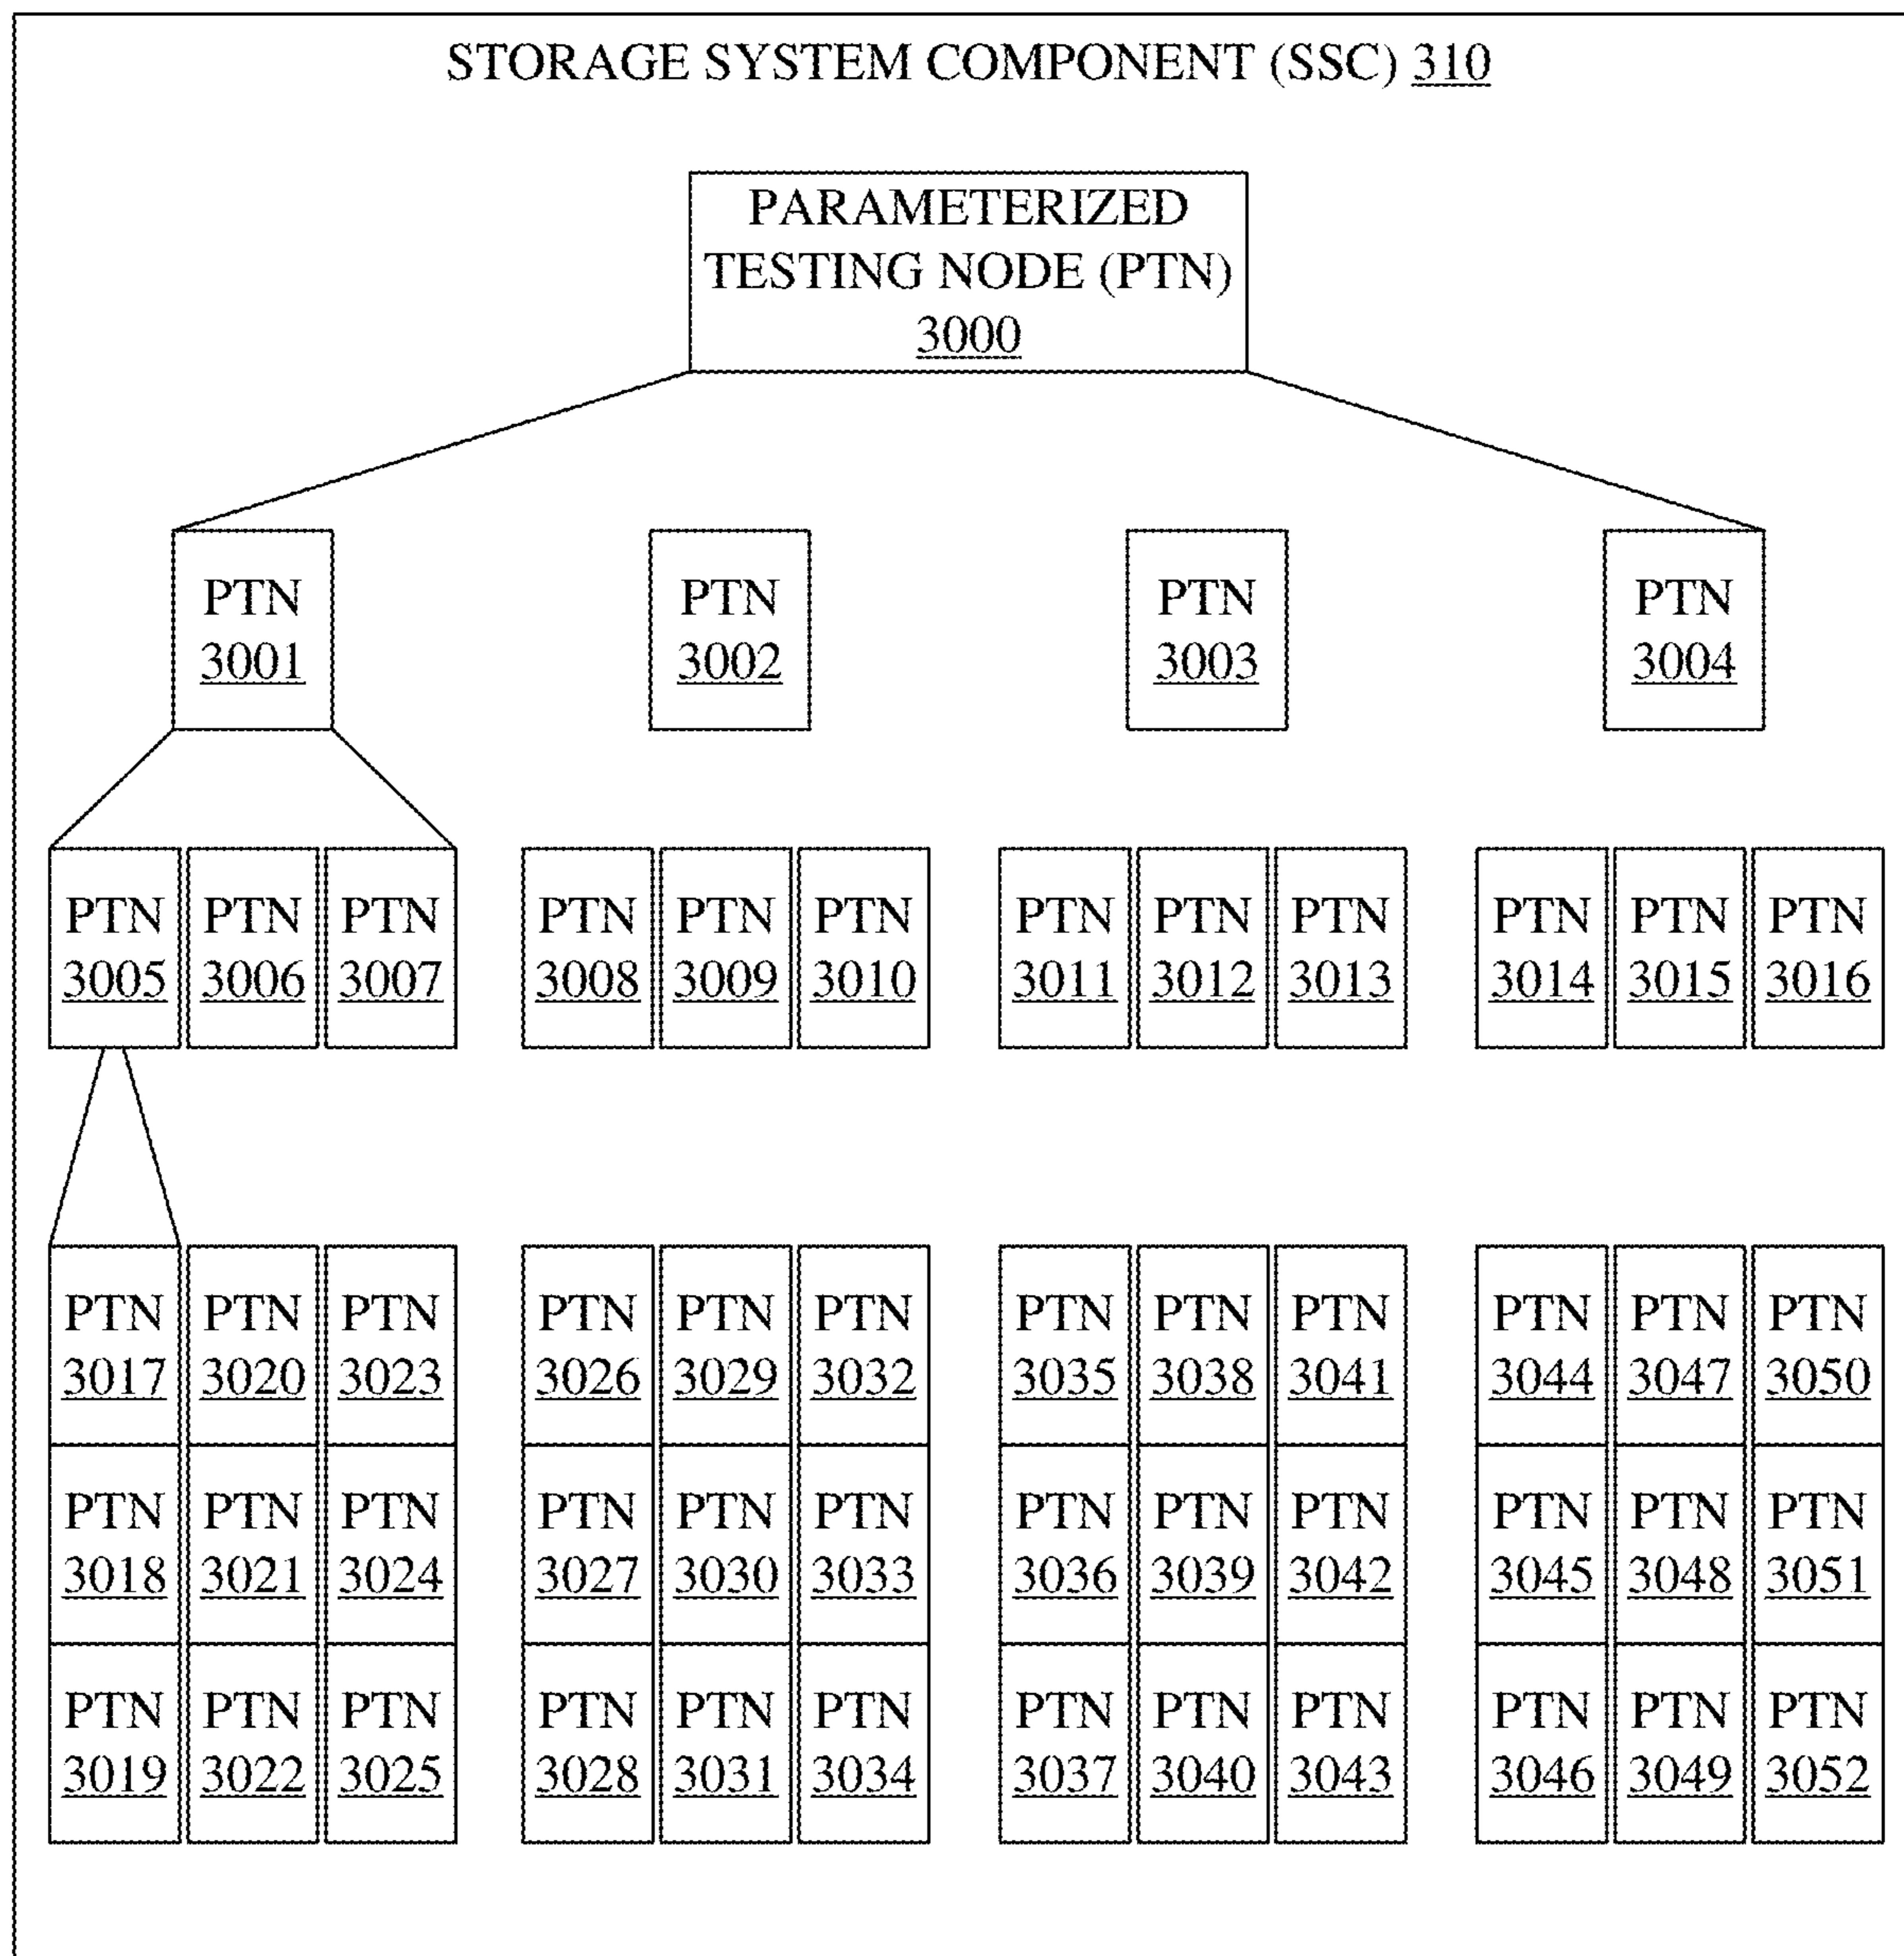 STORAGE SYSTEM COMPONENT (SSC) 310
PARAMETERIZED
TESTING NODE (PTN)
3000
PTN PTN PTN PTN
3001 3002 3003 3004
PTN PTN PTN PTN PTN PTN PTN PTN PTN PTN PTN PTN
3005 3006 3007 3008 3009 3010 3011 3012 3013 3014 3015 3016
PTN PTN PTN PTN PTN PTN PTN PTN PTN PTN PTN PTN
3017 3020 3023 3026 3029 3032 3035 3038 3041 3044 3047 3050
PTN PTN PTN PTN PTN PTN PTN PTN PTN PTN PTN PTN
3018 3021 3024 3027 3030 3033 3036 3039 3042 3045 3048 3051
PTN PTN PTN PTN PTN PTN PTN PTN PTN PTN PTN PTN
3019 3022 3025 3028 3031 3034 3037 3040 3043 3046 3049 3052